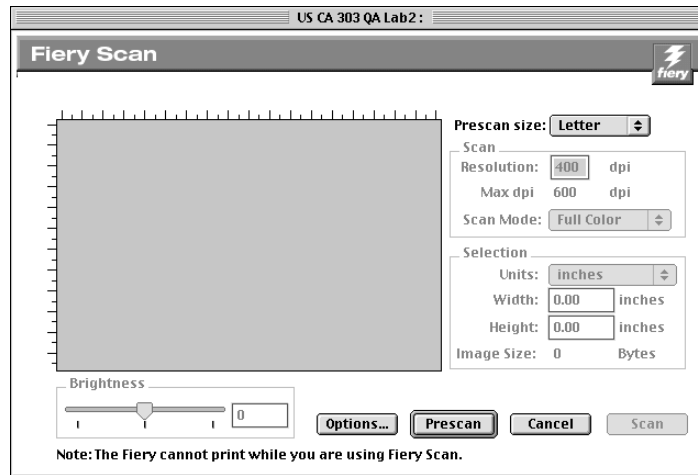 US CA 303 QA Lab2 :
Fiery Scan
fiery
Prescan size: Letter
Scan
Resolution: 400 dpi
Max dpi 600 dpi
Scan Mode: Full Color
Selection
Units: inches
Width: 0.00 inches
Height: 0.00 inches
Image Size: 0 Bytes
Brightness
0
Options... Prescan Cancel Scan
Note: The Fiery cannot print while you are using Fiery Scan.